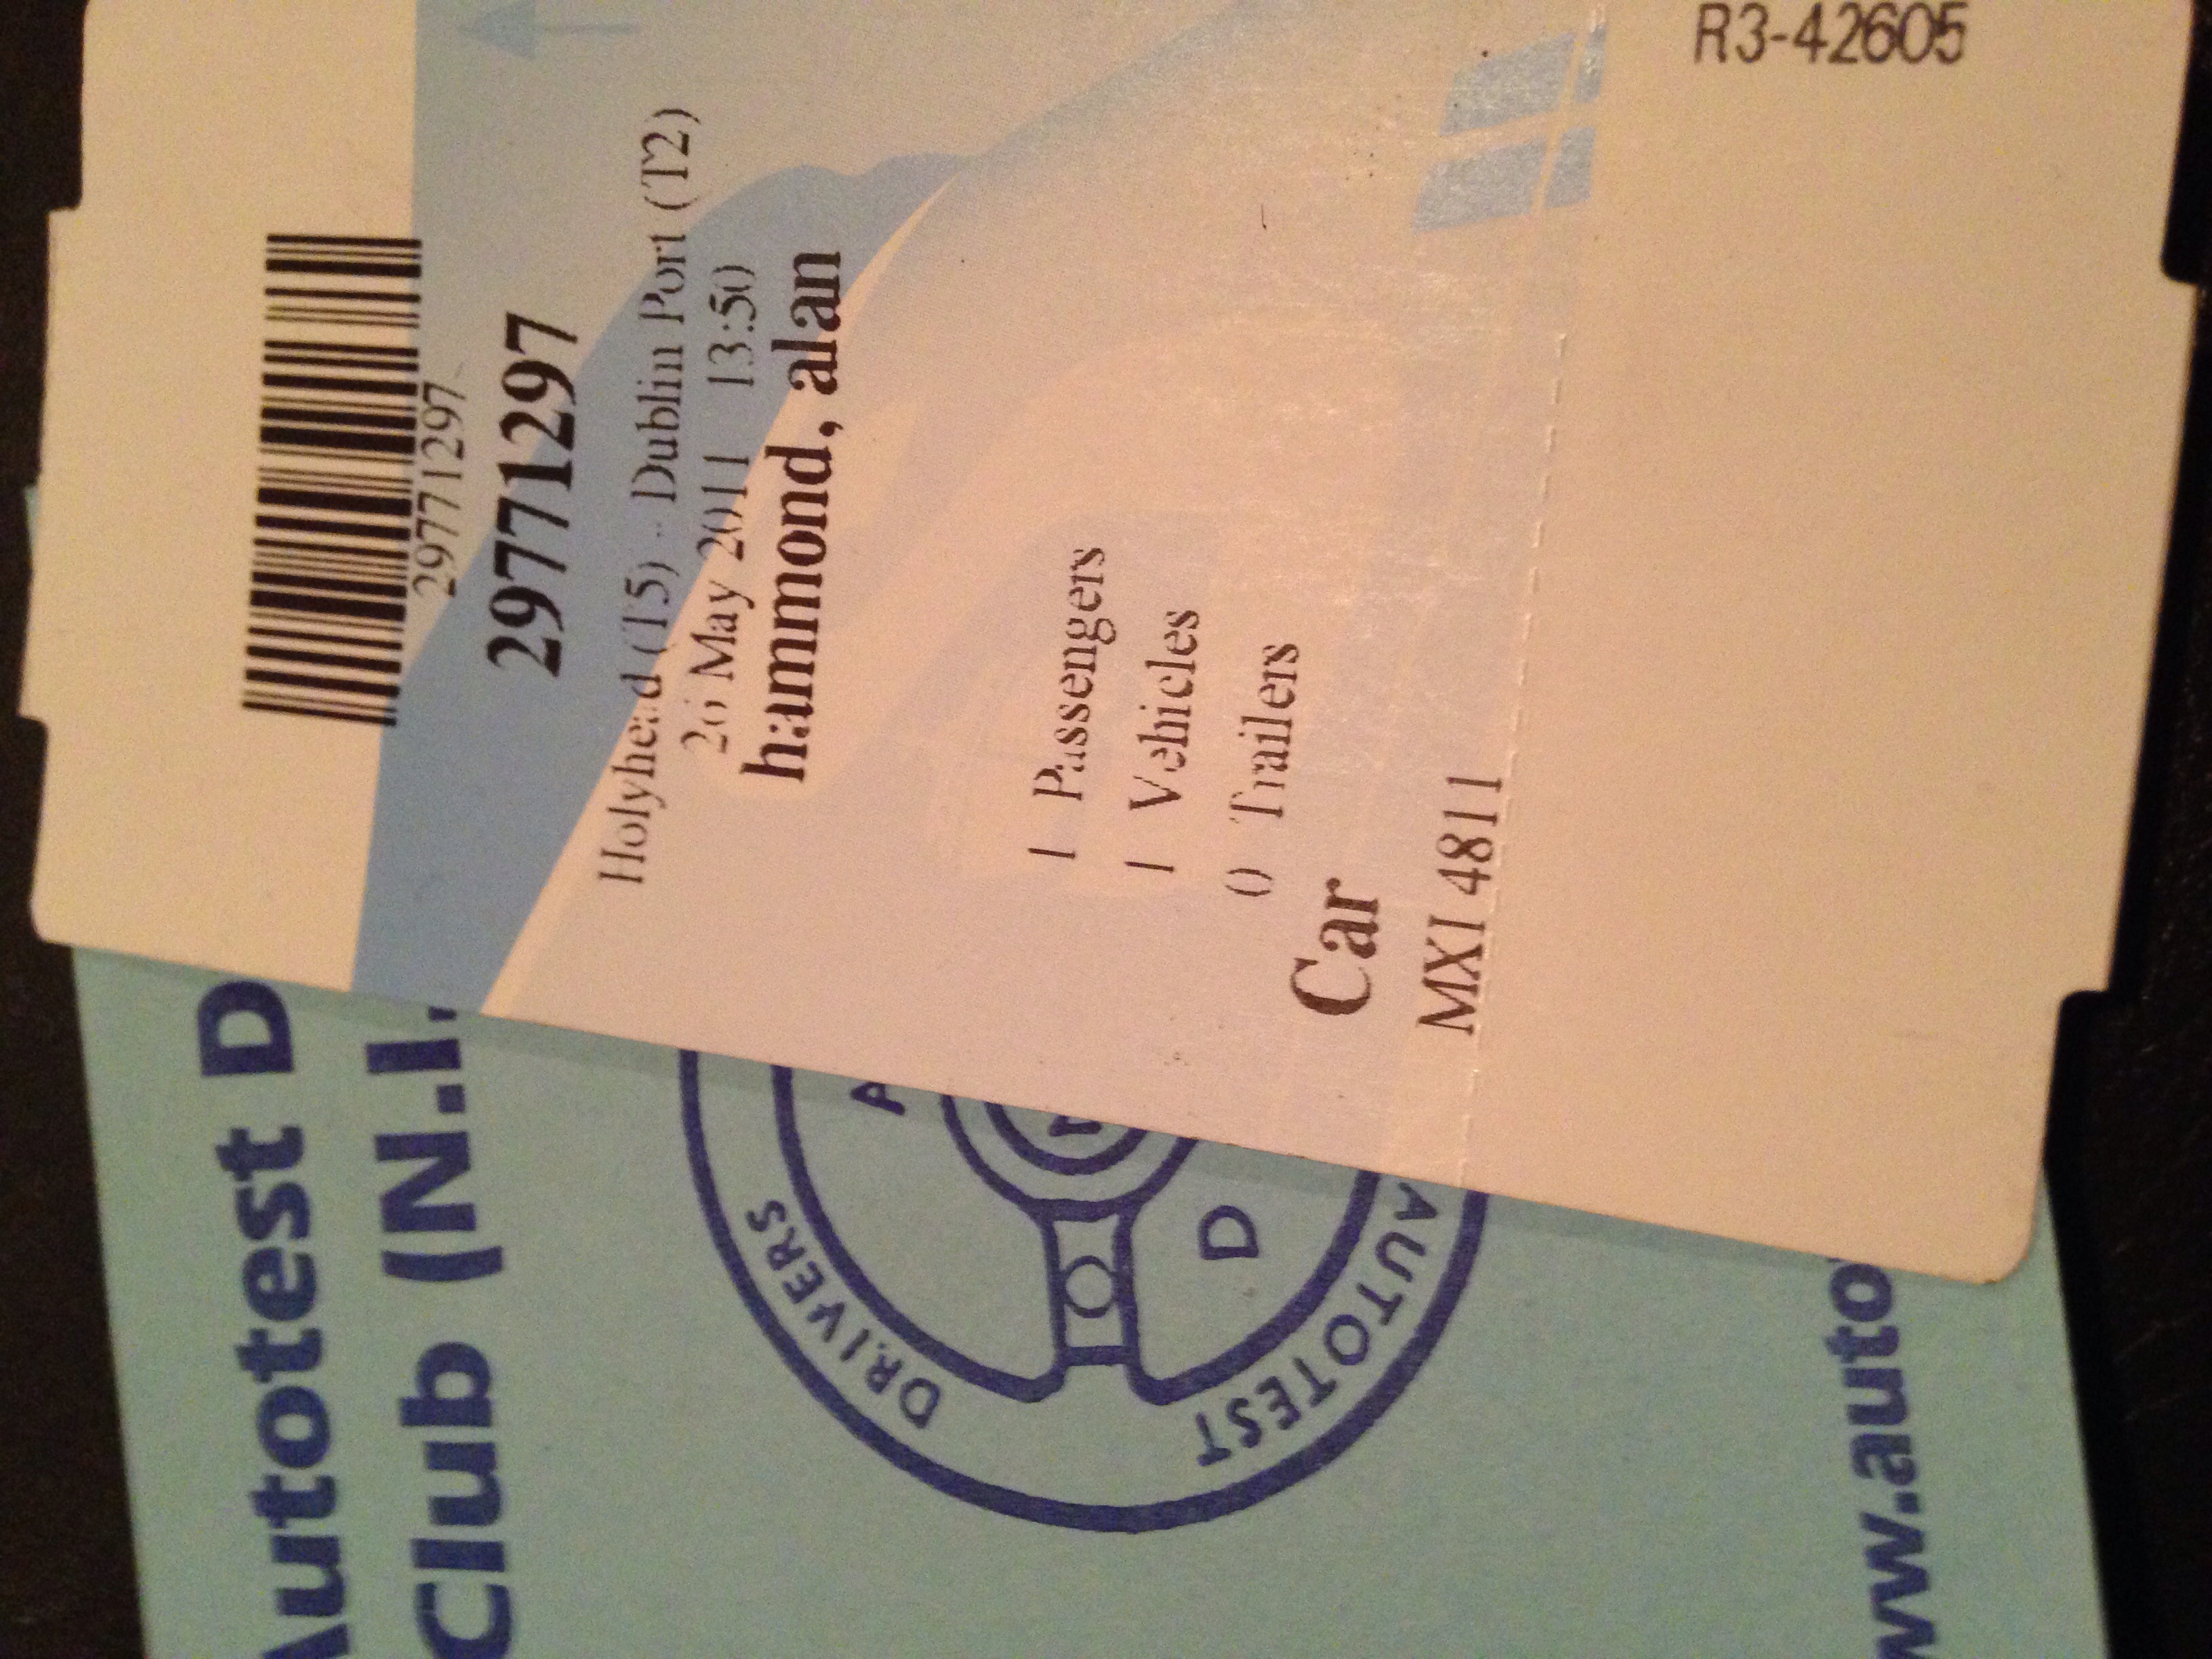 29771297
29771297
Holyhead (T5) - Dublin Port (T2)
26 May 2011 13:50
hammond, alan
1 Passengers
1 Vehicles
0 Trailers
Car
MXI 4811
R3-42605
Autotest D
Club (N.I.
DRIVERS
A
D
AUTOTEST
ww.auto